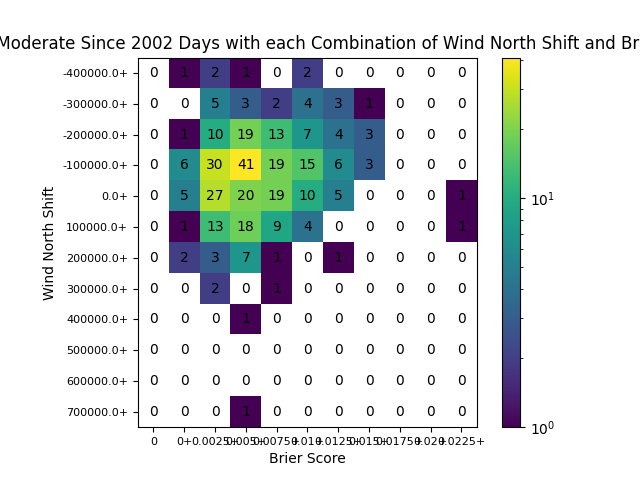 Moderate Since 2002 Days with each Combination of Wind North Shift and Br
-400000.0+ 0 1 2 1 0 2 0 0 0 0 0
-300000.0+ 0 0 5 3 2 4 3 1 0 0 0
-200000.0+ 0 1 10 19 13 7 4 3 0 0 0
-100000.0+ 0 6 30 41 19 15 6 3 0 0 0
0.0+ 0 5 27 20 19 10 5 0 0 0 1
100000.0+ 0 1 13 18 9 4 0 0 0 0 1
200000.0+ 0 2 3 7 1 0 1 0 0 0 0
300000.0+ 0 0 2 0 1 0 0 0 0 0 0
400000.0+ 0 0 0 1 0 0 0 0 0 0 0
500000.0+ 0 0 0 0 0 0 0 0 0 0 0
600000.0+ 0 0 0 0 0 0 0 0 0 0 0
700000.0+ 0 0 0 1 0 0 0 0 0 0 0
0 0+
Brier Score
Wind North Shift
10¹
10⁰